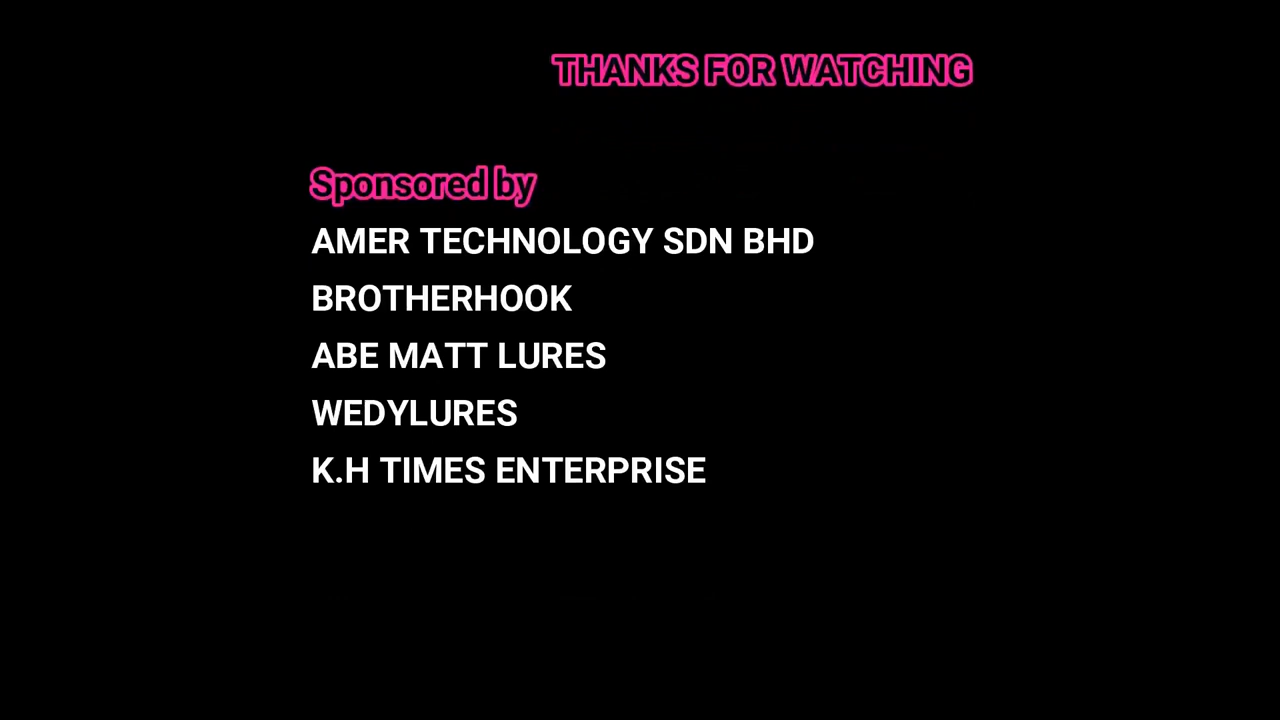 THANKS FOR WATCHING
Sponsored by
AMER TECHNOLOGY SDN BHD
BROTHERHOOK
ABE MATT LURES
WEDYLURES
K.H TIMES ENTERPRISE